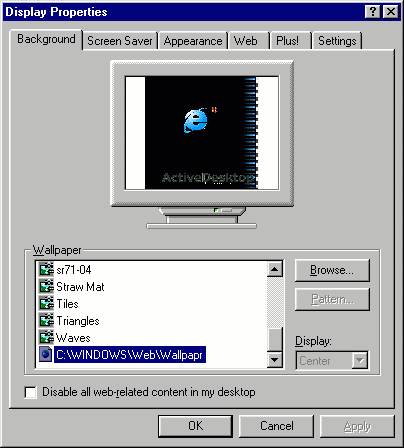 Display Properties
Background Screen Saver Appearance Web Plus! Settings
ActiveDesktop
Wallpaper
sr71-04
Straw Mat
Tiles
Triangles
Waves
C:\WINDOWS\Web\Wallpapr
Browse...
Pattern...
Display:
Center
Disable all web-related content in my desktop
OK Cancel Apply